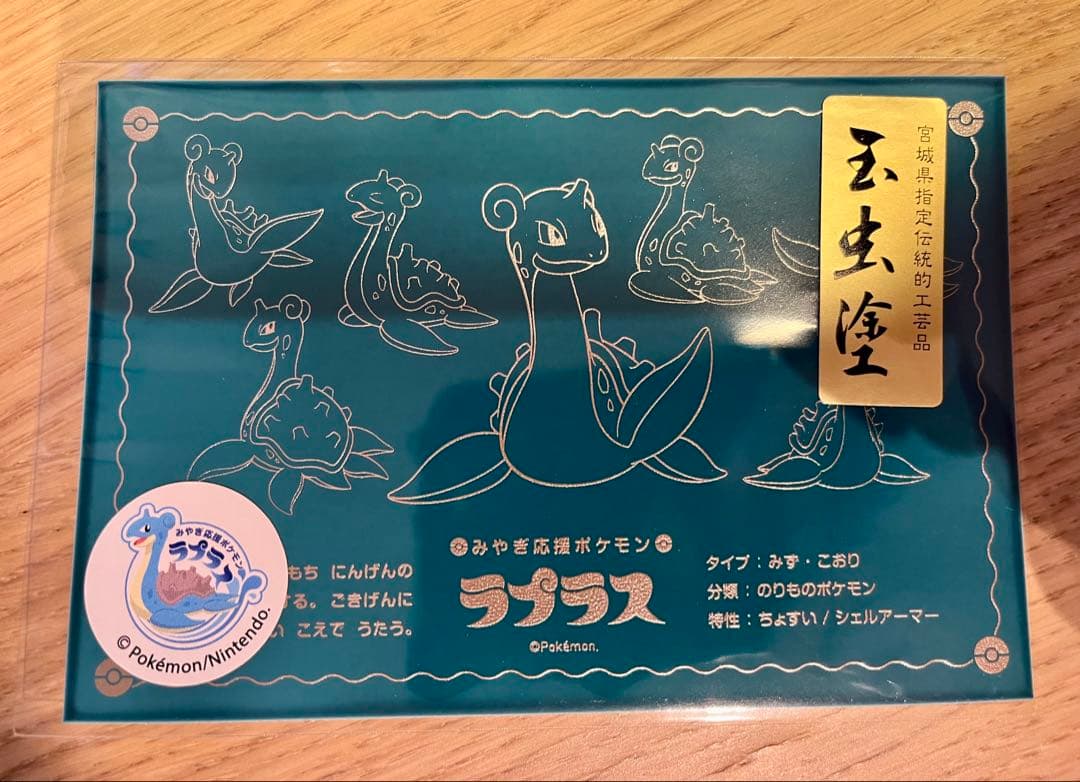 宮城県指定伝統的工芸品
玉虫塗
みやぎ応援ポケモン
ラプラス
©Pokémon.
タイプ：みず・こおり
分類：のりものポケモン
特性：ちょすい / シェルアーマー
もち にんげんの
る。ごきげんに
い こえで うたう。
みやぎ応援ポケモン
ラプラス
©Pokémon/Nintendo.